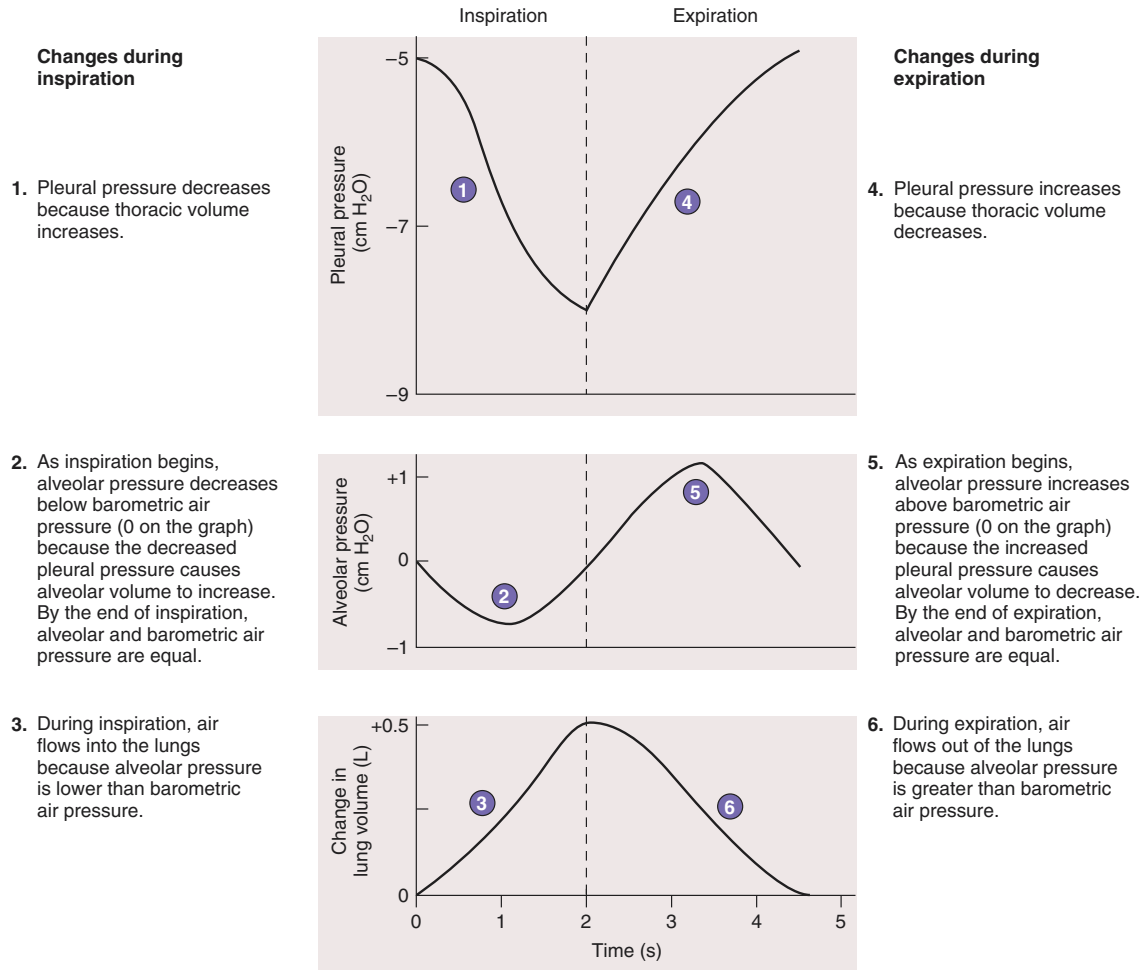 Inspiration
Expiration
Changes during
inspiration
1. Pleural pressure decreases
because thoracic volume
increases.
–5
–7
–9
Pleural pressure
(cm H₂O)
1
4
Changes during
expiration
4. Pleural pressure increases
because thoracic volume
decreases.
2. As inspiration begins,
alveolar pressure decreases
below barometric air
pressure (0 on the graph)
because the decreased
pleural pressure causes
alveolar volume to increase.
By the end of inspiration,
alveolar and barometric air
pressure are equal.
+1
0
–1
Alveolar pressure
(cm H₂O)
2
5
5. As expiration begins,
alveolar pressure increases
above barometric air
pressure (0 on the graph)
because the increased
pleural pressure causes
alveolar volume to decrease.
By the end of expiration,
alveolar and barometric air
pressure are equal.
3. During inspiration, air
flows into the lungs
because alveolar pressure
is lower than barometric
air pressure.
+0.5
0
Change in
lung volume (L)
3
6
0 1 2 3 4 5
Time (s)
6. During expiration, air
flows out of the lungs
because alveolar pressure
is greater than barometric
air pressure.